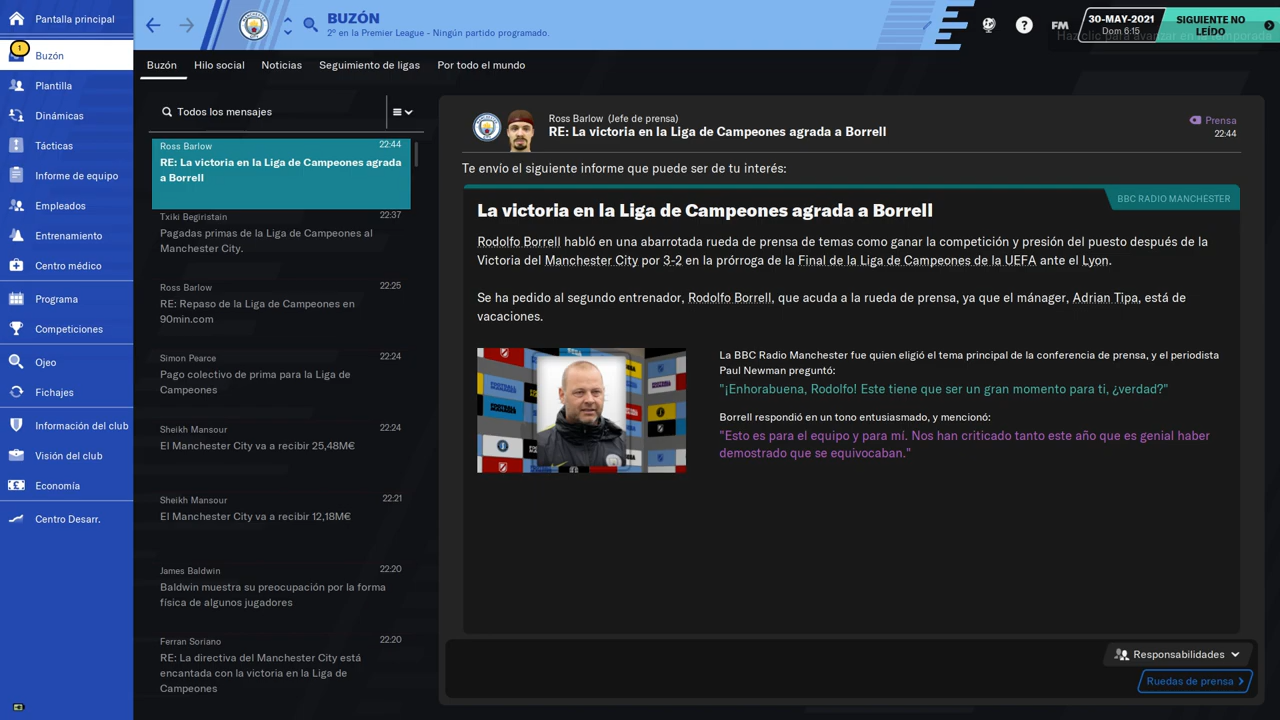 Pantalla principal
1
Buzón
Plantilla
Dinámicas
Tácticas
Informe de equipo
Empleados
Entrenamiento
Centro médico
Programa
Competiciones
Ojeo
Fichajes
Información del club
Visión del club
Economía
Centro Desarr.
BUZÓN
2º en la Premier League - Ningún partido programado.
FM
30-MAY-2021
Dom 6:15
SIGUIENTE NO
LEÍDO
Haz clic para avanzar en la temporada
Buzón
Hilo social
Noticias
Seguimiento de ligas
Por todo el mundo
Todos los mensajes
Ross Barlow 22:44
RE: La victoria en la Liga de Campeones agrada
a Borrell
Txiki Begiristain 22:37
Pagadas primas de la Liga de Campeones al
Manchester City.
Ross Barlow 22:25
RE: Repaso de la Liga de Campeones en
90min.com
Simon Pearce 22:24
Pago colectivo de prima para la Liga de
Campeones
Sheikh Mansour 22:24
El Manchester City va a recibir 25,48M€
Sheikh Mansour 22:21
El Manchester City va a recibir 12,18M€
James Baldwin 22:20
Baldwin muestra su preocupación por la forma
física de algunos jugadores
Ferran Soriano 22:20
RE: La directiva del Manchester City está
encantada con la victoria en la Liga de
Campeones
Ross Barlow (Jefe de prensa)
RE: La victoria en la Liga de Campeones agrada a Borrell
Prensa
22:44
Te envío el siguiente informe que puede ser de tu interés:
BBC RADIO MANCHESTER
La victoria en la Liga de Campeones agrada a Borrell
Rodolfo Borrell habló en una abarrotada rueda de prensa de temas como ganar la competición y presión del puesto después de la
Victoria del Manchester City por 3-2 en la prórroga de la Final de la Liga de Campeones de la UEFA ante el Lyon.
Se ha pedido al segundo entrenador, Rodolfo Borrell, que acuda a la rueda de prensa, ya que el mánager, Adrian Tipa, está de
vacaciones.
La BBC Radio Manchester fue quien eligió el tema principal de la conferencia de prensa, y el periodista
Paul Newman preguntó:
"¡Enhorabuena, Rodolfo! Este tiene que ser un gran momento para ti, ¿verdad?"
Borrell respondió en un tono entusiasmado, y mencionó:
"Esto es para el equipo y para mí. Nos han criticado tanto este año que es genial haber
demostrado que se equivocaban."
Responsabilidades
Ruedas de prensa